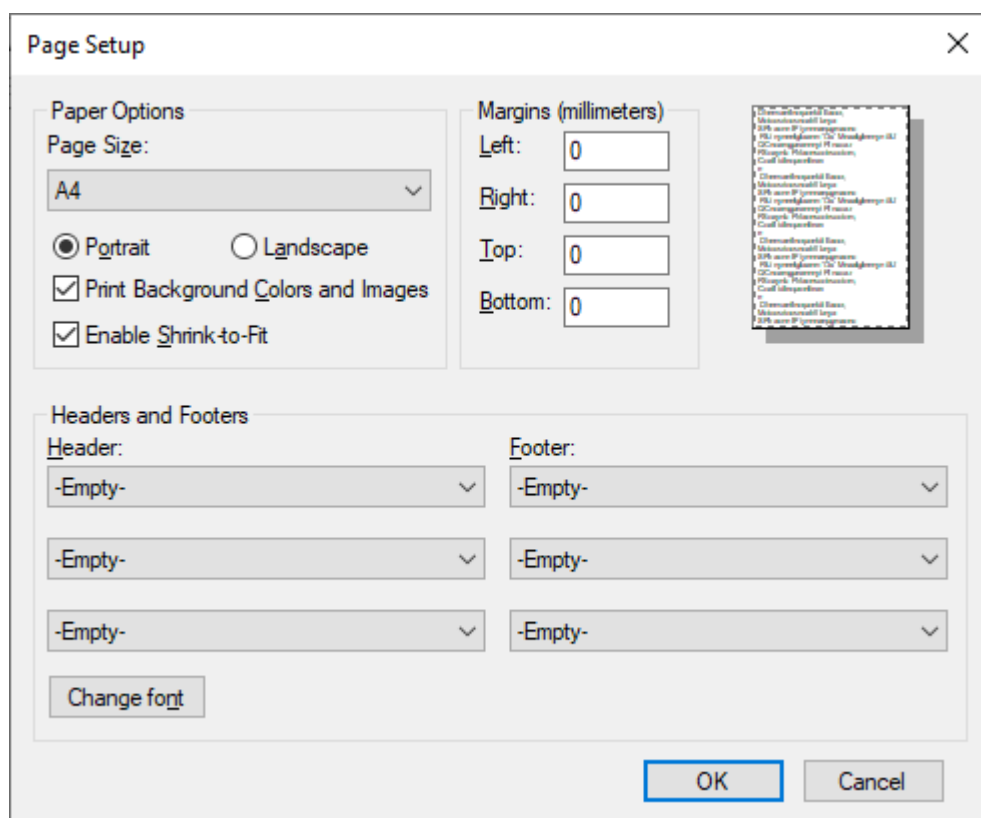 Page Setup
Paper Options
Page Size:
A4
Portrait
Landscape
Print Background Colors and Images
Enable Shrink-to-Fit
Margins (millimeters)
Left: 0
Right: 0
Top: 0
Bottom: 0
Headers and Footers
Header:
-Empty-
-Empty-
-Empty-
Footer:
-Empty-
-Empty-
-Empty-
Change font
OK
Cancel